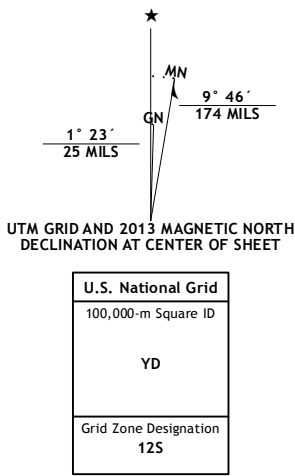 ★
MN
GN
9° 46´
174 MILS
1° 23´
25 MILS
UTM GRID AND 2013 MAGNETIC NORTH
DECLINATION AT CENTER OF SHEET
U.S. National Grid
100,000-m Square ID
YD
Grid Zone Designation
12S